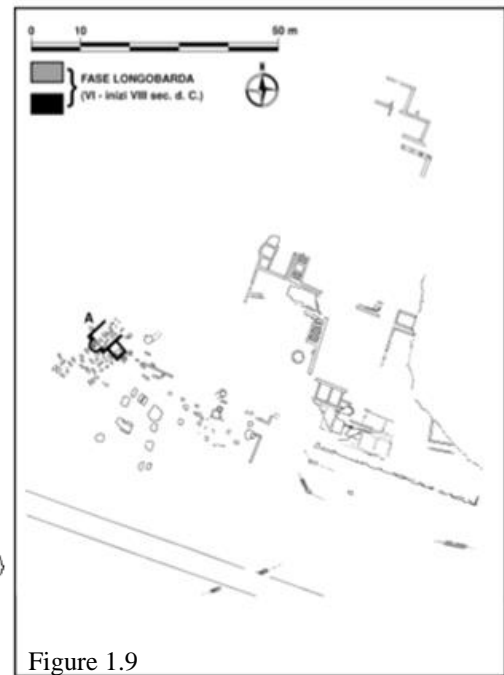 0 10 50 m
FASE LONGOBARDA
(VI - inizi VIII sec. d. C.)
N
A
Figure 1.9